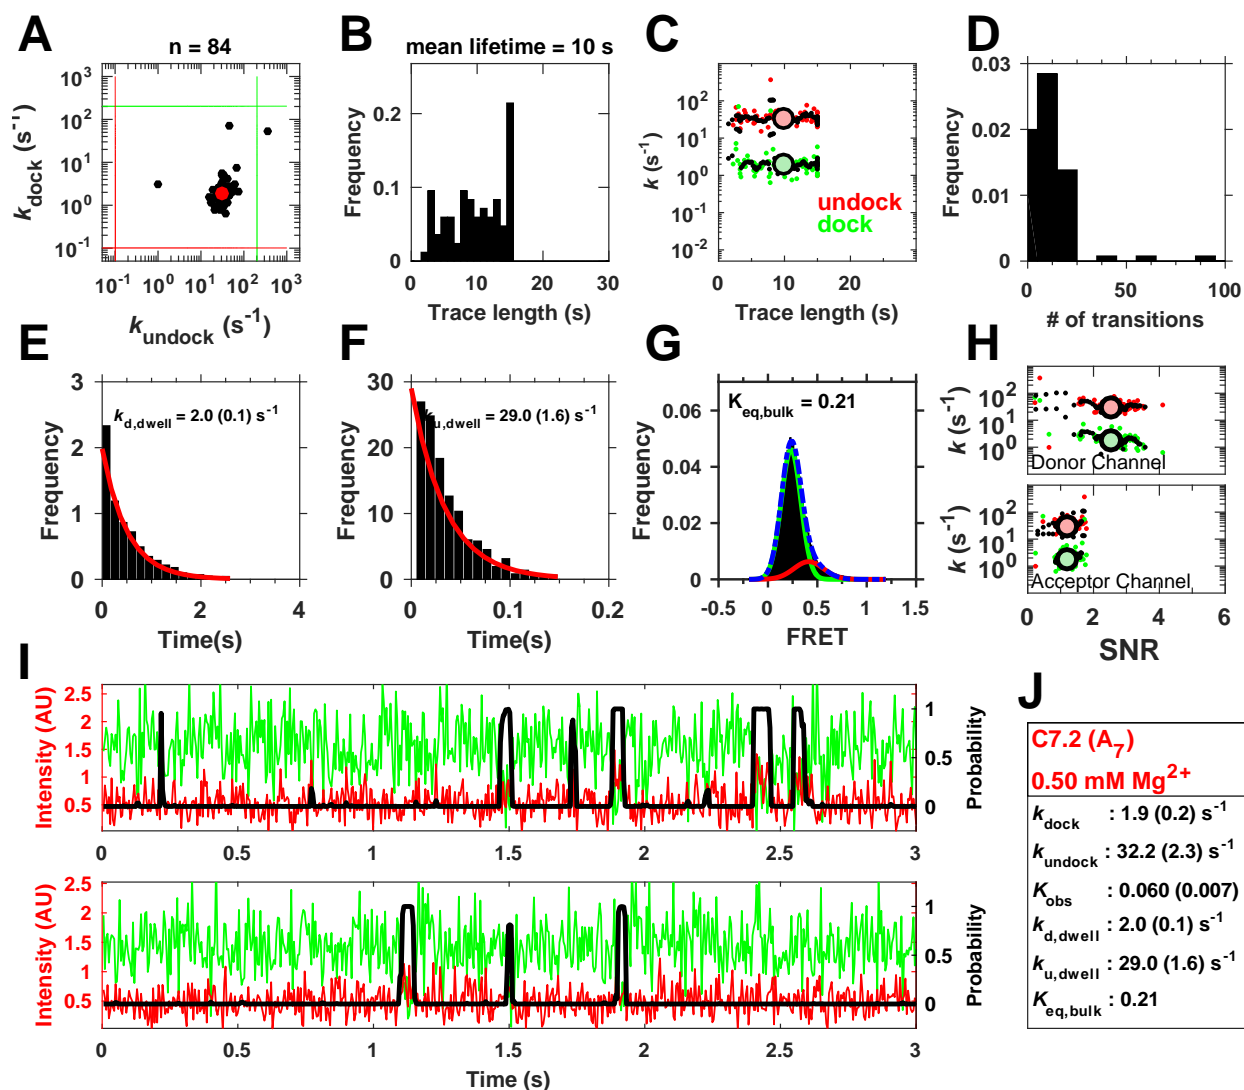 A
n = 84
10³
10²
10¹
10⁰
10⁻¹
k_dock (s⁻¹)
10⁻¹ 10⁰ 10¹ 10² 10³
k_undock (s⁻¹)
B
mean lifetime = 10 s
0.2
0.1
0
Frequency
0 10 20 30
Trace length (s)
C
10²
10¹
10⁰
10⁻¹
10⁻²
k (s⁻¹)
undock
dock
0 10 20
Trace length (s)
D
0.03
0.02
0.01
0
Frequency
0 50 100
# of transitions
E
3
2
1
0
Frequency
k_d,dwell = 2.0 (0.1) s⁻¹
0 2 4
Time(s)
F
30
20
10
0
Frequency
k_u,dwell = 29.0 (1.6) s⁻¹
0 0.1 0.2
Time(s)
G
0.06
0.04
0.02
0
Frequency
K_eq,bulk = 0.21
-0.5 0 0.5 1 1.5
FRET
H
10²
10¹
10⁰
k (s⁻¹)
Donor Channel
10²
10¹
10⁰
k (s⁻¹)
Acceptor Channel
0 2 4 6
SNR
I
2.5
2
1.5
1
0.5
Intensity (AU)
1
0.5
0
Probability
0 0.5 1 1.5 2 2.5 3
2.5
2
1.5
1
0.5
Intensity (AU)
1
0.5
0
Probability
0 0.5 1 1.5 2 2.5 3
Time (s)
J
C7.2 (A₇)
0.50 mM Mg²⁺
k_dock : 1.9 (0.2) s⁻¹
k_undock : 32.2 (2.3) s⁻¹
K_obs : 0.060 (0.007)
k_d,dwell : 2.0 (0.1) s⁻¹
k_u,dwell : 29.0 (1.6) s⁻¹
K_eq,bulk : 0.21